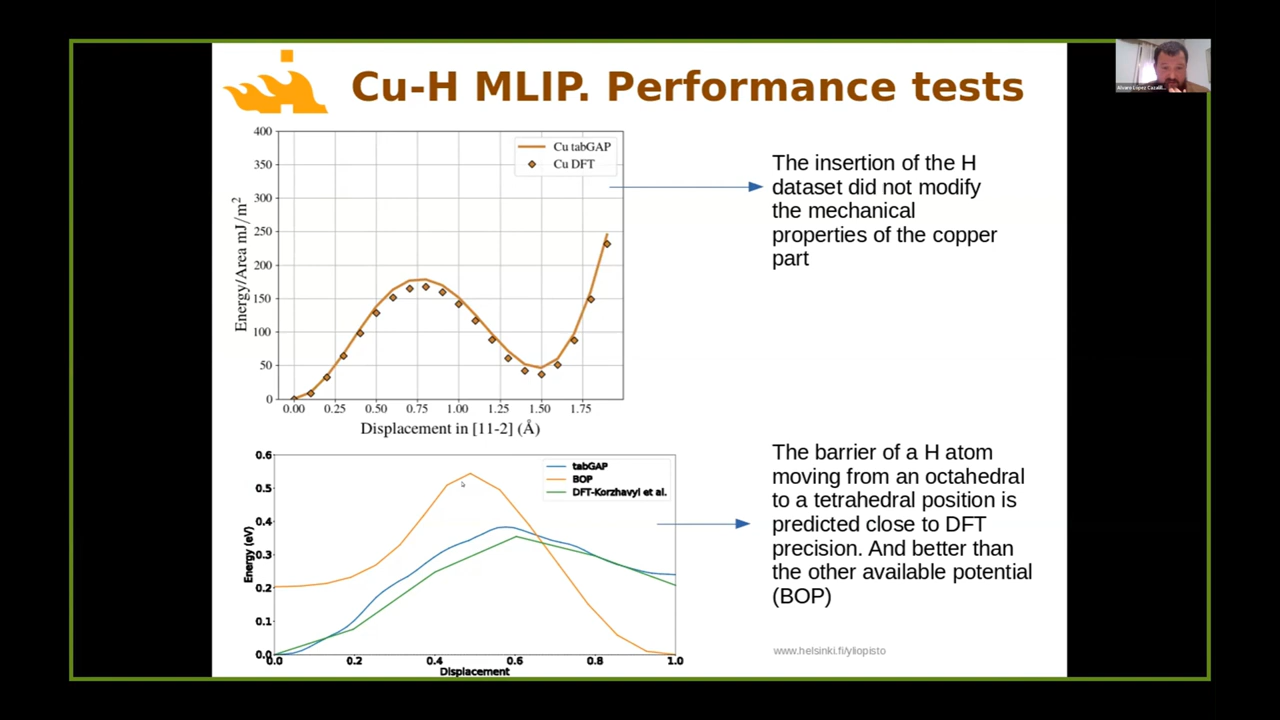 Cu-H MLIP. Performance tests
400
350
300
250
200
150
100
50
0
Energy/Area mJ/m²
Cu tabGAP
Cu DFT
0.00 0.25 0.50 0.75 1.00 1.25 1.50 1.75
Displacement in [11-2] (Å)
The insertion of the H
dataset did not modify
the mechanical
properties of the copper
part
0.6
0.5
0.4
0.3
0.2
0.1
0.0
Energy (eV)
tabGAP
BOP
DFT-Korzhavyi et al.
0.0 0.2 0.4 0.6 0.8 1.0
Displacement
The barrier of a H atom
moving from an octahedral
to a tetrahedral position is
predicted close to DFT
precision. And better than
the other available potential
(BOP)
www.helsinki.fi/yliopisto